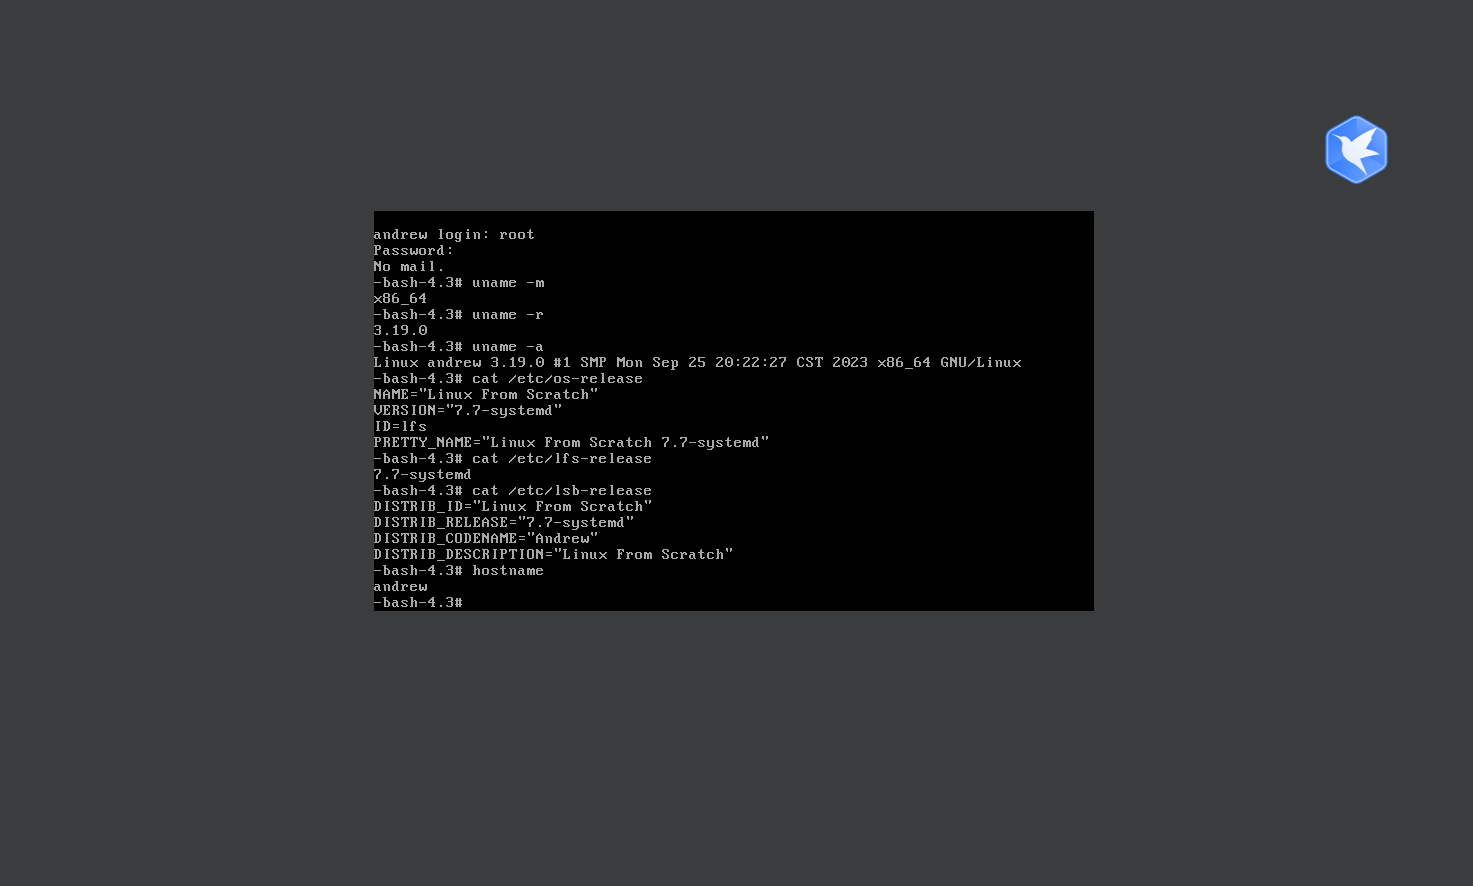 andrew login: root
Password:
No mail.
-bash-4.3# uname -m
x86_64
-bash-4.3# uname -r
3.19.0
-bash-4.3# uname -a
Linux andrew 3.19.0 #1 SMP Mon Sep 25 20:22:27 CST 2023 x86_64 GNU/Linux
-bash-4.3# cat /etc/os-release
NAME="Linux From Scratch"
VERSION="7.7-systemd"
ID=lfs
PRETTY_NAME="Linux From Scratch 7.7-systemd"
-bash-4.3# cat /etc/lfs-release
7.7-systemd
-bash-4.3# cat /etc/lsb-release
DISTRIB_ID="Linux From Scratch"
DISTRIB_RELEASE="7.7-systemd"
DISTRIB_CODENAME="Andrew"
DISTRIB_DESCRIPTION="Linux From Scratch"
-bash-4.3# hostname
andrew
-bash-4.3#